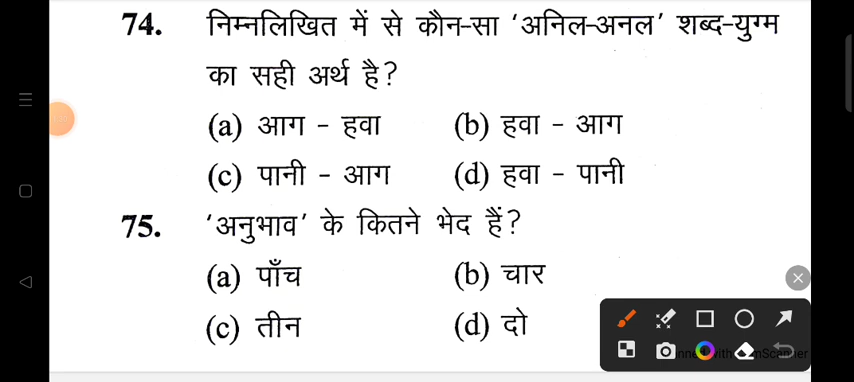 74. निम्नलिखित में से कौन-सा ‘अनिल-अनल’ शब्द-युग्म
का सही अर्थ है?
(a) आग - हवा (b) हवा - आग
(c) पानी - आग (d) हवा - पानी
75. ‘अनुभाव’ के कितने भेद हैं?
(a) पाँच (b) चार
(c) तीन (d) दो